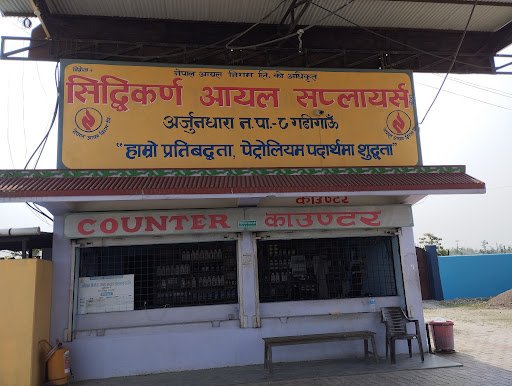 नेपाल आयल निगम लि. को अधिकृत
विक्रेता :-
सिद्धिकर्ण आयल सप्लायर्स
अर्जुनधारा न.पा.-८ गढीगाउँ
"हाम्रो प्रतिबद्धता, पेट्रोलियम पदार्थमा शुद्धता"
काउण्टर
COUNTER काउण्टर